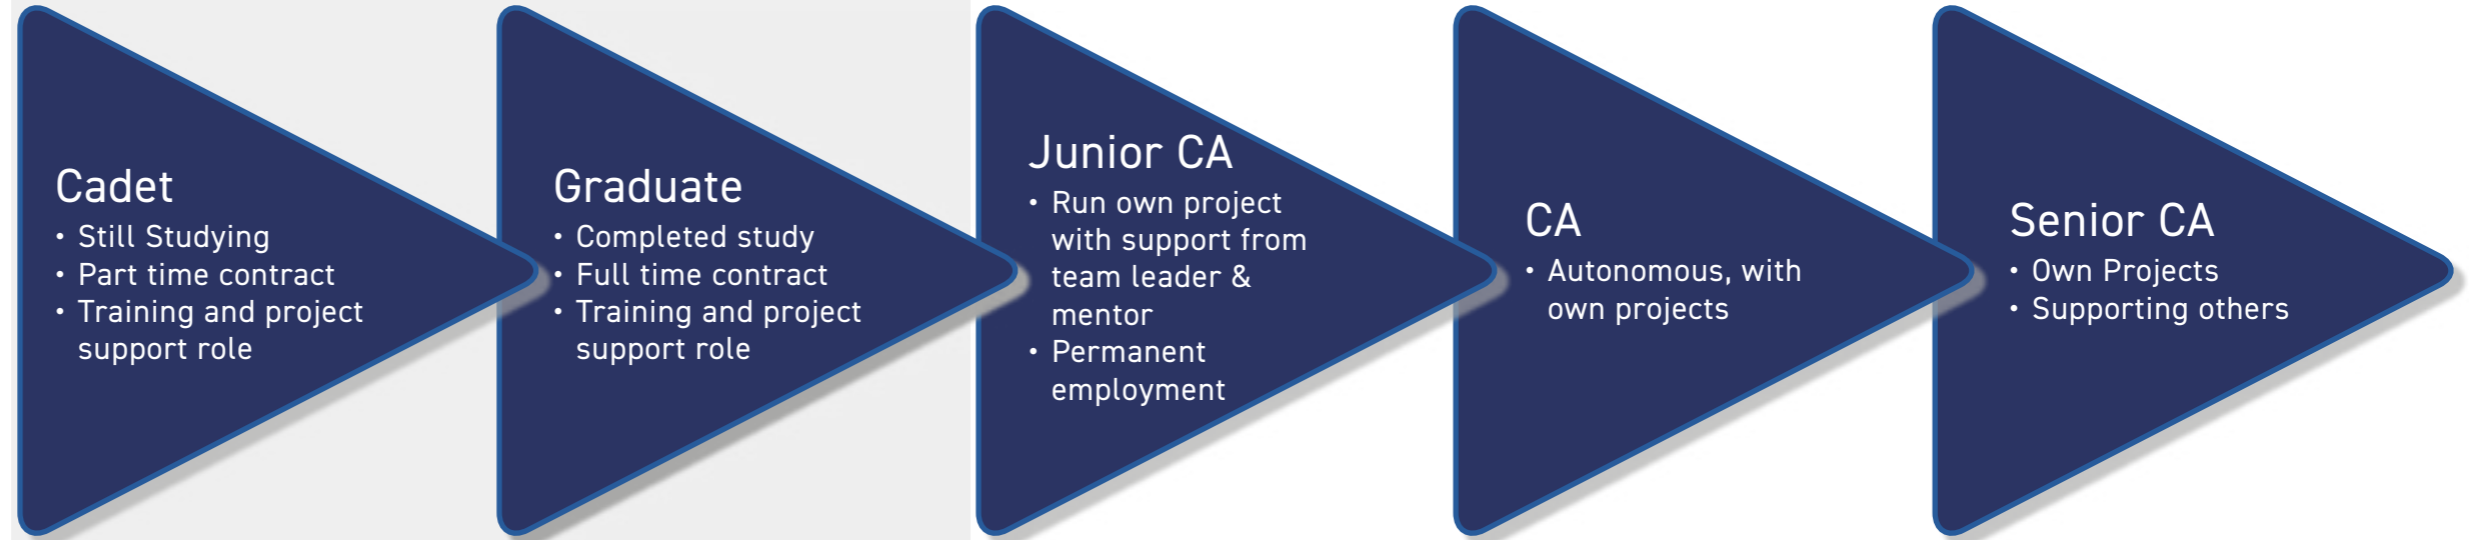 Cadet
• Still Studying
• Part time contract
• Training and project
support role
Graduate
• Completed study
• Full time contract
• Training and project
support role
Junior CA
• Run own project
with support from
team leader &
mentor
• Permanent
employment
CA
• Autonomous, with
own projects
Senior CA
• Own Projects
• Supporting others